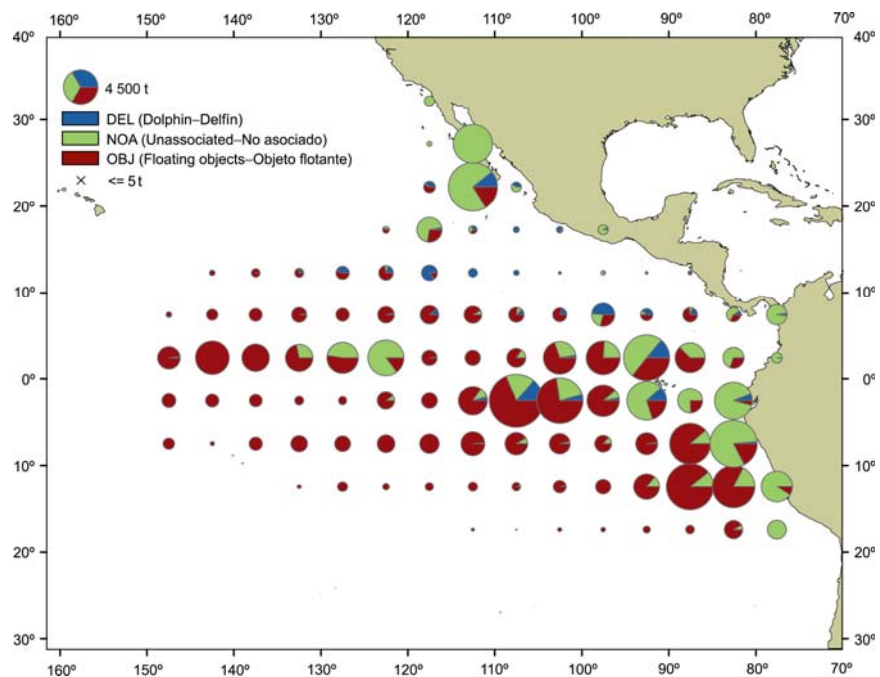 160° 150° 140° 130° 120° 110° 100° 90° 80° 70°
40° 40°
4 500 t
DEL (Dolphin–Delfin)
30° 30°
NOA (Unassociated–No asociado)
OBJ (Floating objects–Objeto flotante)
<= 5 t
20° 20°
10° 10°
0° 0°
10° 10°
20° 20°
30° 30°
160° 150° 140° 130° 120° 110° 100° 90° 80° 70°